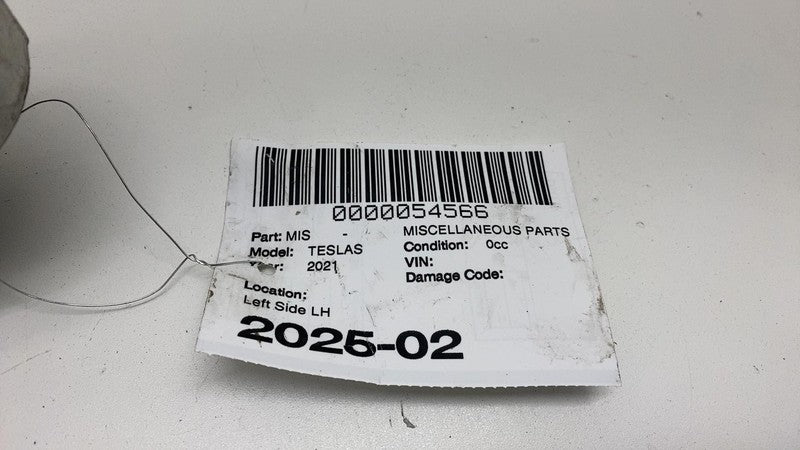 0000054566
Part: MIS - MISCELLANEOUS PARTS
Model: TESLAS Condition: 0cc
Year: 2021 VIN:
Damage Code:
Location:
Left Side LH
2025-02